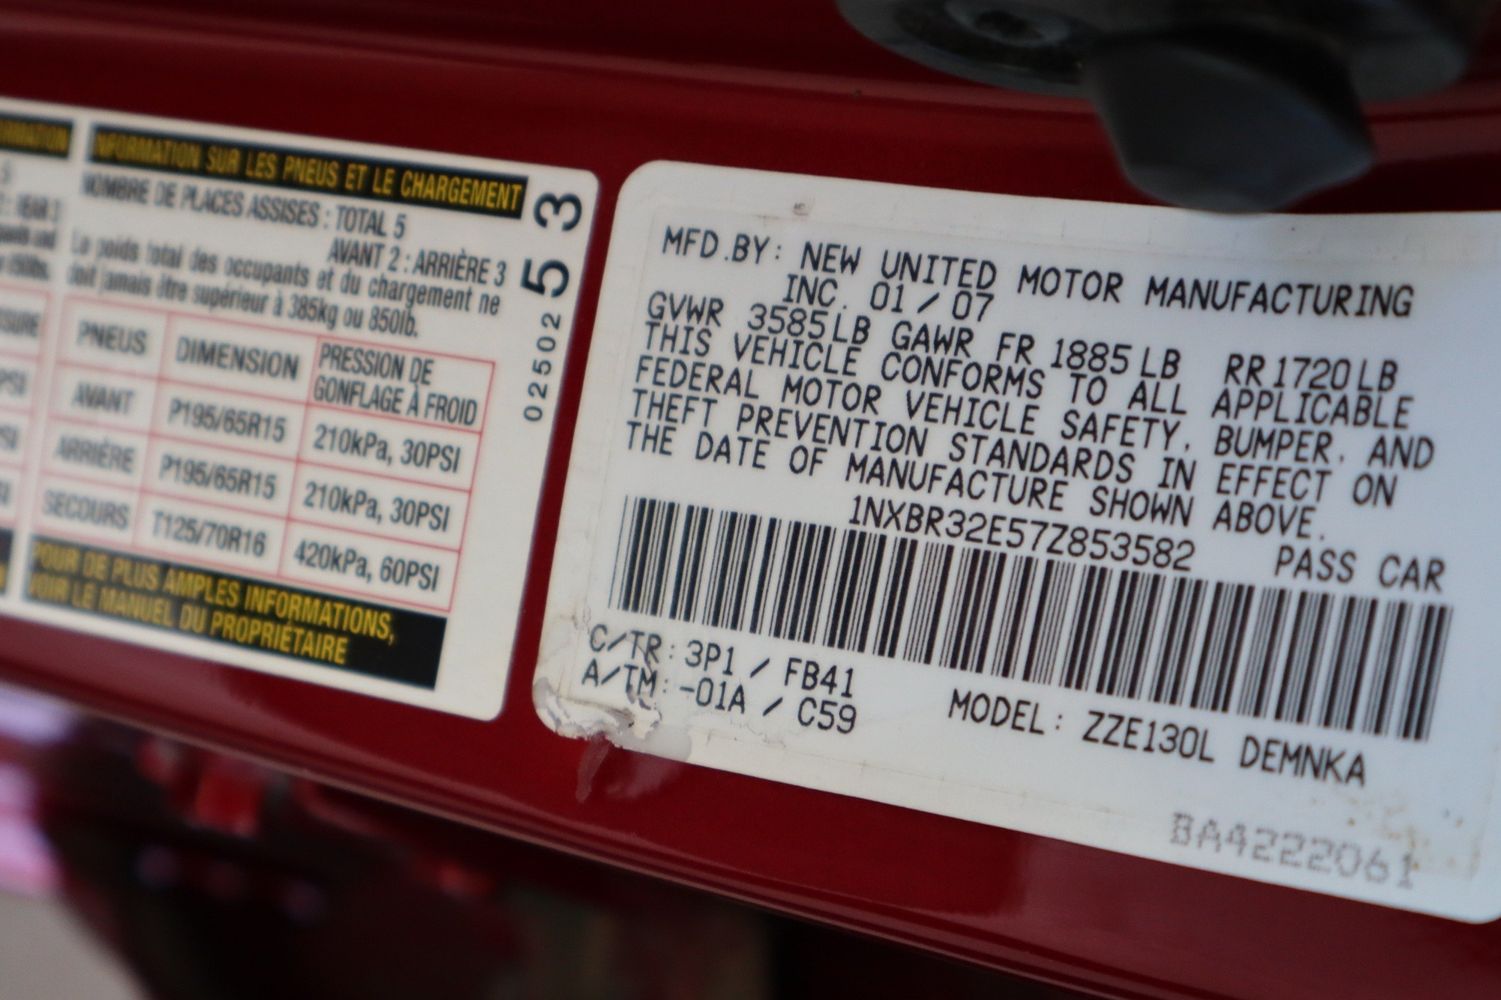 INFORMATION SUR LES PNEUS ET LE CHARGEMENT
NOMBRE DE PLACES ASSISES : TOTAL 5
AVANT 2 : ARRIÈRE 3
Le poids total des occupants et du chargement ne
doit jamais être supérieur à 385kg ou 850lb.
PNEUS DIMENSION PRESSION DE GONFLAGE À FROID
AVANT P195/65R15 210kPa, 30PSI
ARRIÈRE P195/65R15 210kPa, 30PSI
SECOURS T125/70R16 420kPa, 60PSI
POUR DE PLUS AMPLES INFORMATIONS,
VOIR LE MANUEL DU PROPRIÉTAIRE
02502 5 3
MFD.BY: NEW UNITED MOTOR MANUFACTURING
INC. 01 / 07
GVWR 3585LB GAWR FR 1885LB RR1720LB
THIS VEHICLE CONFORMS TO ALL APPLICABLE
FEDERAL MOTOR VEHICLE SAFETY, BUMPER, AND
THEFT PREVENTION STANDARDS IN EFFECT ON
THE DATE OF MANUFACTURE SHOWN ABOVE.
1NXBR32E57Z853582 PASS CAR
C/TR: 3P1 / FB41
A/TM: -01A / C59
MODEL: ZZE130L DEMNKA
BA4222061